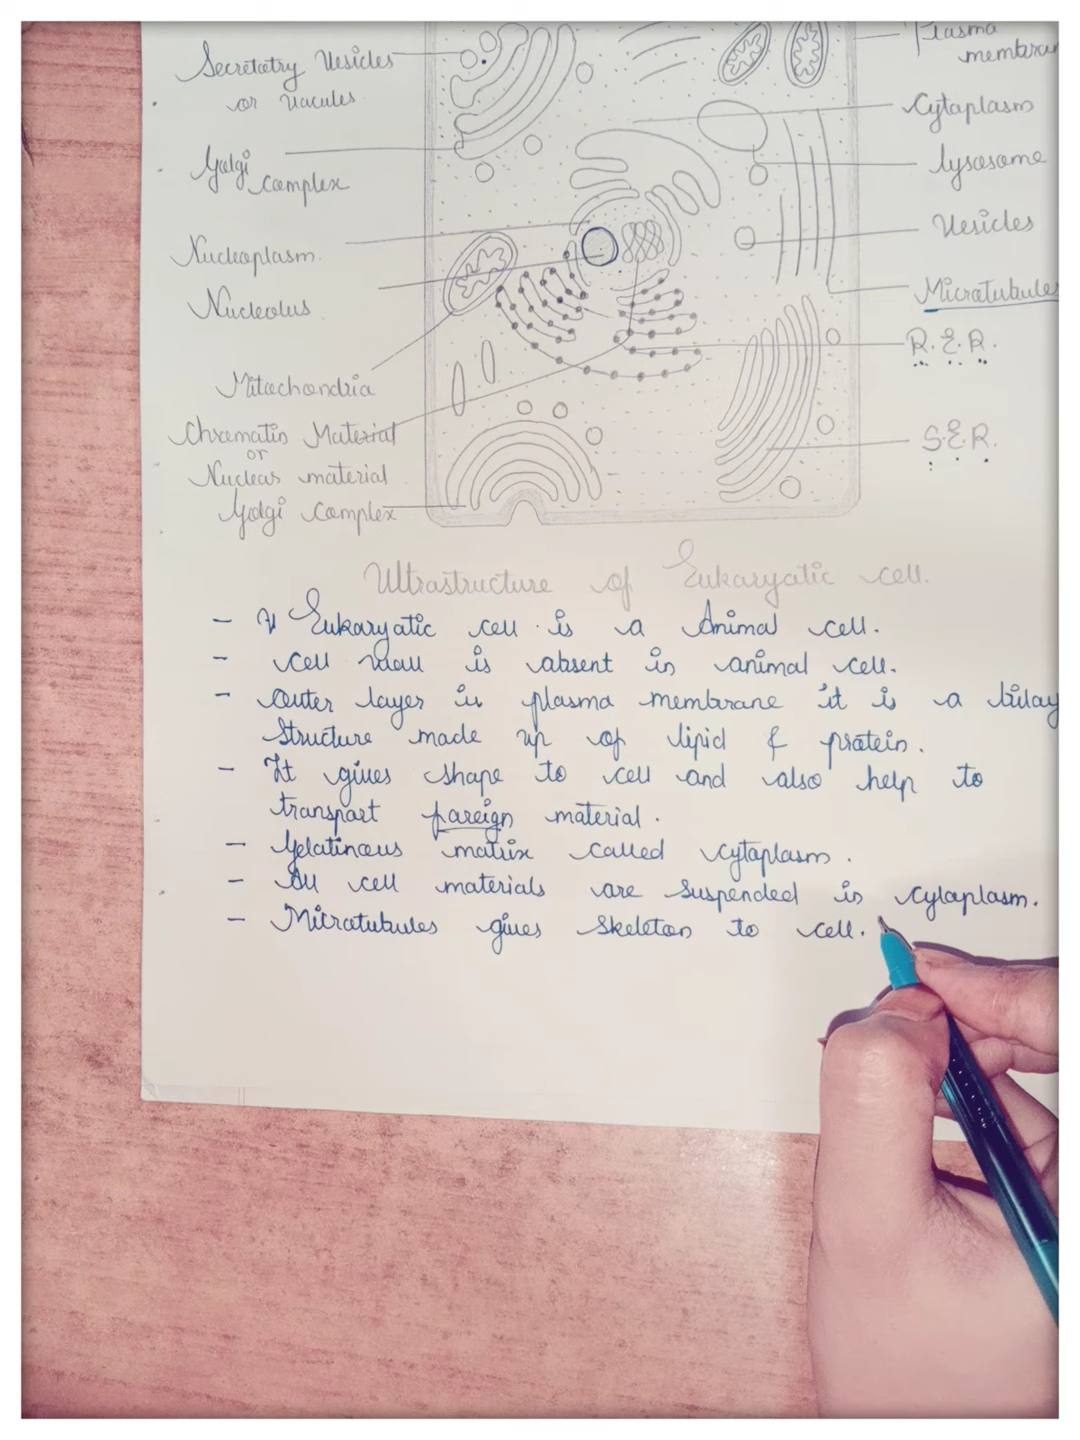 Secretetry Vesicles
or Vacules
Golgi
complex
Nucleoplasm
Nucleolus
Mitochondria
Chromatin Material
or
Nucleas material
Golgi complex
Plasma
membran
Cytoplasm
Lysosome
Vesicles
Microtubules
R.E.R.
S.E.R.
Ultrastructure of Eukaryotic cell.
- Eukaryotic cell is a Animal cell.
- cell wall is absent in animal cell.
- Outer layer is plasma membrane it is a bilay
structure made up of lipid & protein.
- It gives shape to cell and also help to
transport foreign material.
- Gelatinous matrix called cytoplasm.
- All cell materials are suspended in cytoplasm.
- Microtubules gives skeleton to cell.